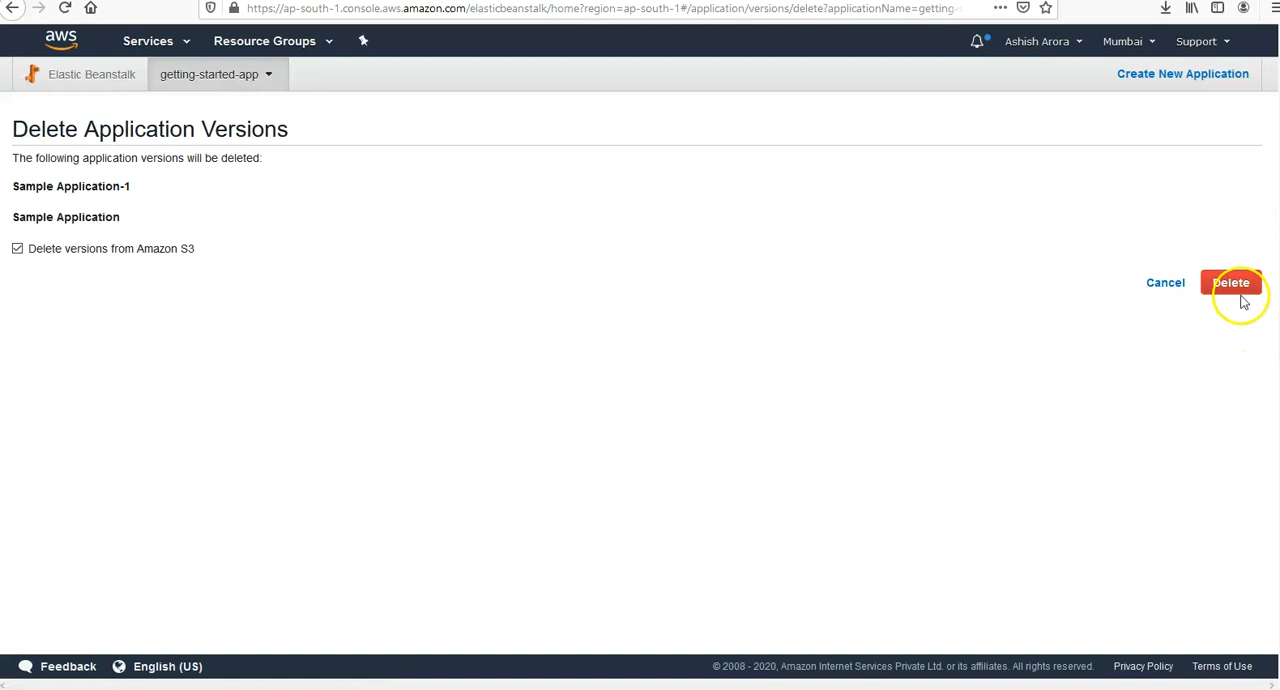 https://ap-south-1.console.aws.amazon.com/elasticbeanstalk/home?region=ap-south-1#/application/versions/delete?applicationName=getting-
aws Services Resource Groups Ashish Arora Mumbai Support
Elastic Beanstalk getting-started-app Create New Application
Delete Application Versions
The following application versions will be deleted:
Sample Application-1
Sample Application
Delete versions from Amazon S3
Cancel Delete
Feedback English (US) © 2008 - 2020, Amazon Internet Services Private Ltd. or its affiliates. All rights reserved. Privacy Policy Terms of Use